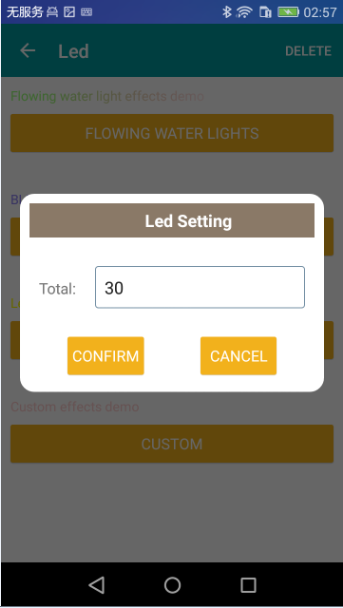 无服务 02:57
Led DELETE
Flowing water light effects demo
FLOWING WATER LIGHTS
Bl
Led Setting
Total: 30
L
CONFIRM CANCEL
Custom effects demo
CUSTOM